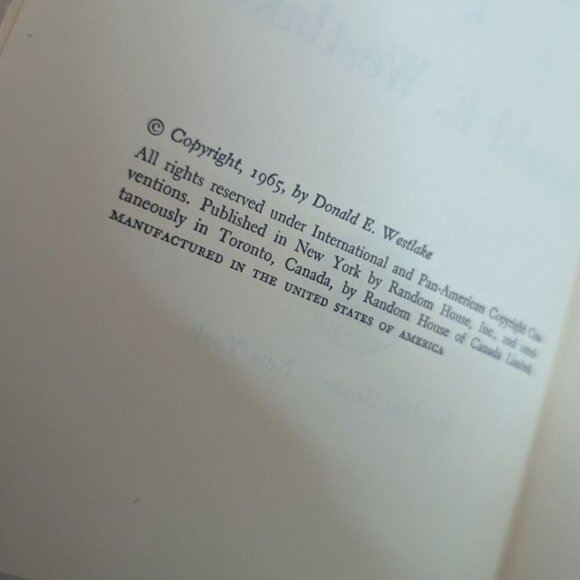 © Copyright, 1965, by Donald E. Westlake
All rights reserved under International and Pan-American Copyright Con-
ventions. Published in New York by Random House, Inc., and simul-
taneously in Toronto, Canada, by Random House of Canada Limited.
MANUFACTURED IN THE UNITED STATES OF AMERICA